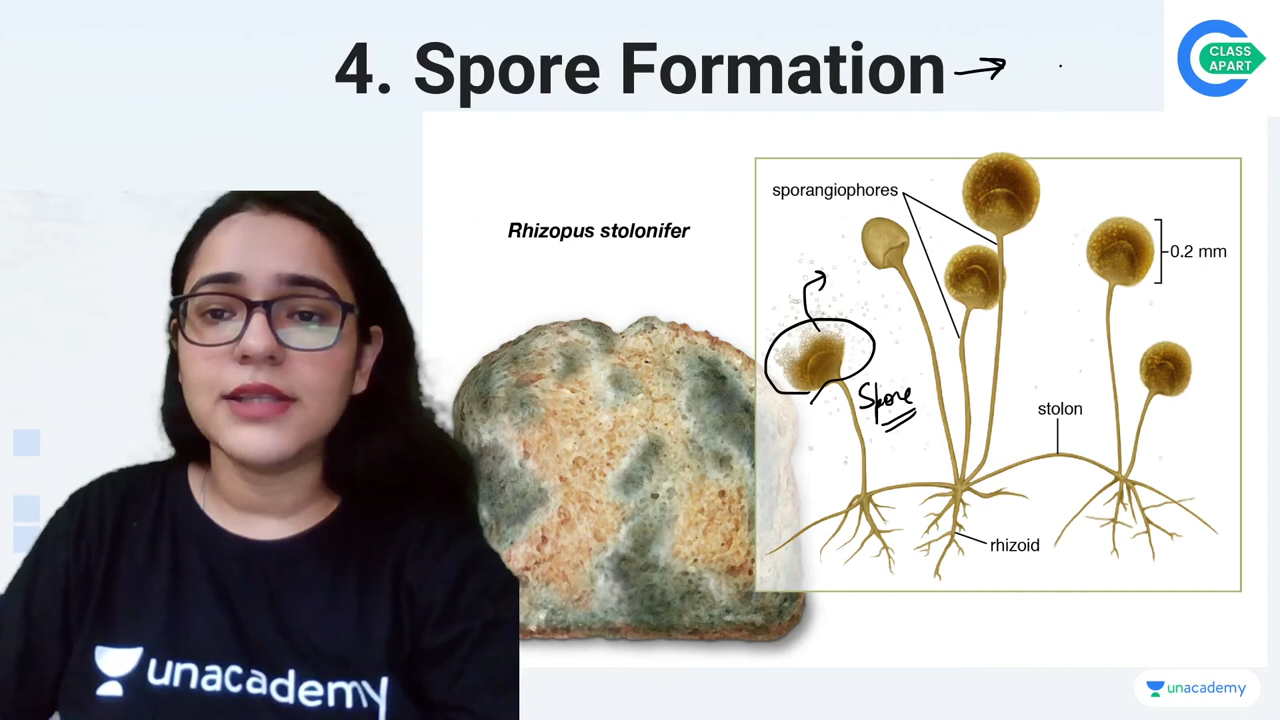 4. Spore Formation
CLASS
APART
sporangiophores
Rhizopus stolonifer
0.2 mm
Spore
stolon
rhizoid
unacademy
unacademy